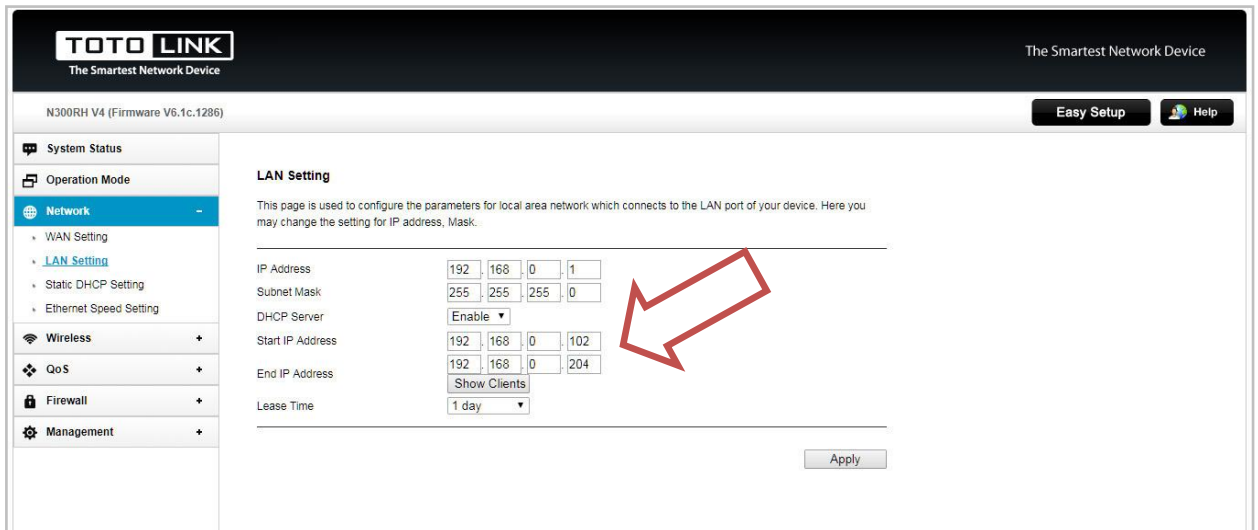 TOTO LINK
The Smartest Network Device
The Smartest Network Device
N300RH V4 (Firmware V6.1c.1286)
Easy Setup
Help
System Status
Operation Mode
Network -
WAN Setting
LAN Setting
Static DHCP Setting
Ethernet Speed Setting
Wireless +
QoS +
Firewall +
Management +
LAN Setting
This page is used to configure the parameters for local area network which connects to the LAN port of your device. Here you
may change the setting for IP address, Mask.
IP Address 192 . 168 . 0 . 1
Subnet Mask 255 . 255 . 255 . 0
DHCP Server Enable
Start IP Address 192 . 168 . 0 . 102
End IP Address 192 . 168 . 0 . 204
Show Clients
Lease Time 1 day
Apply